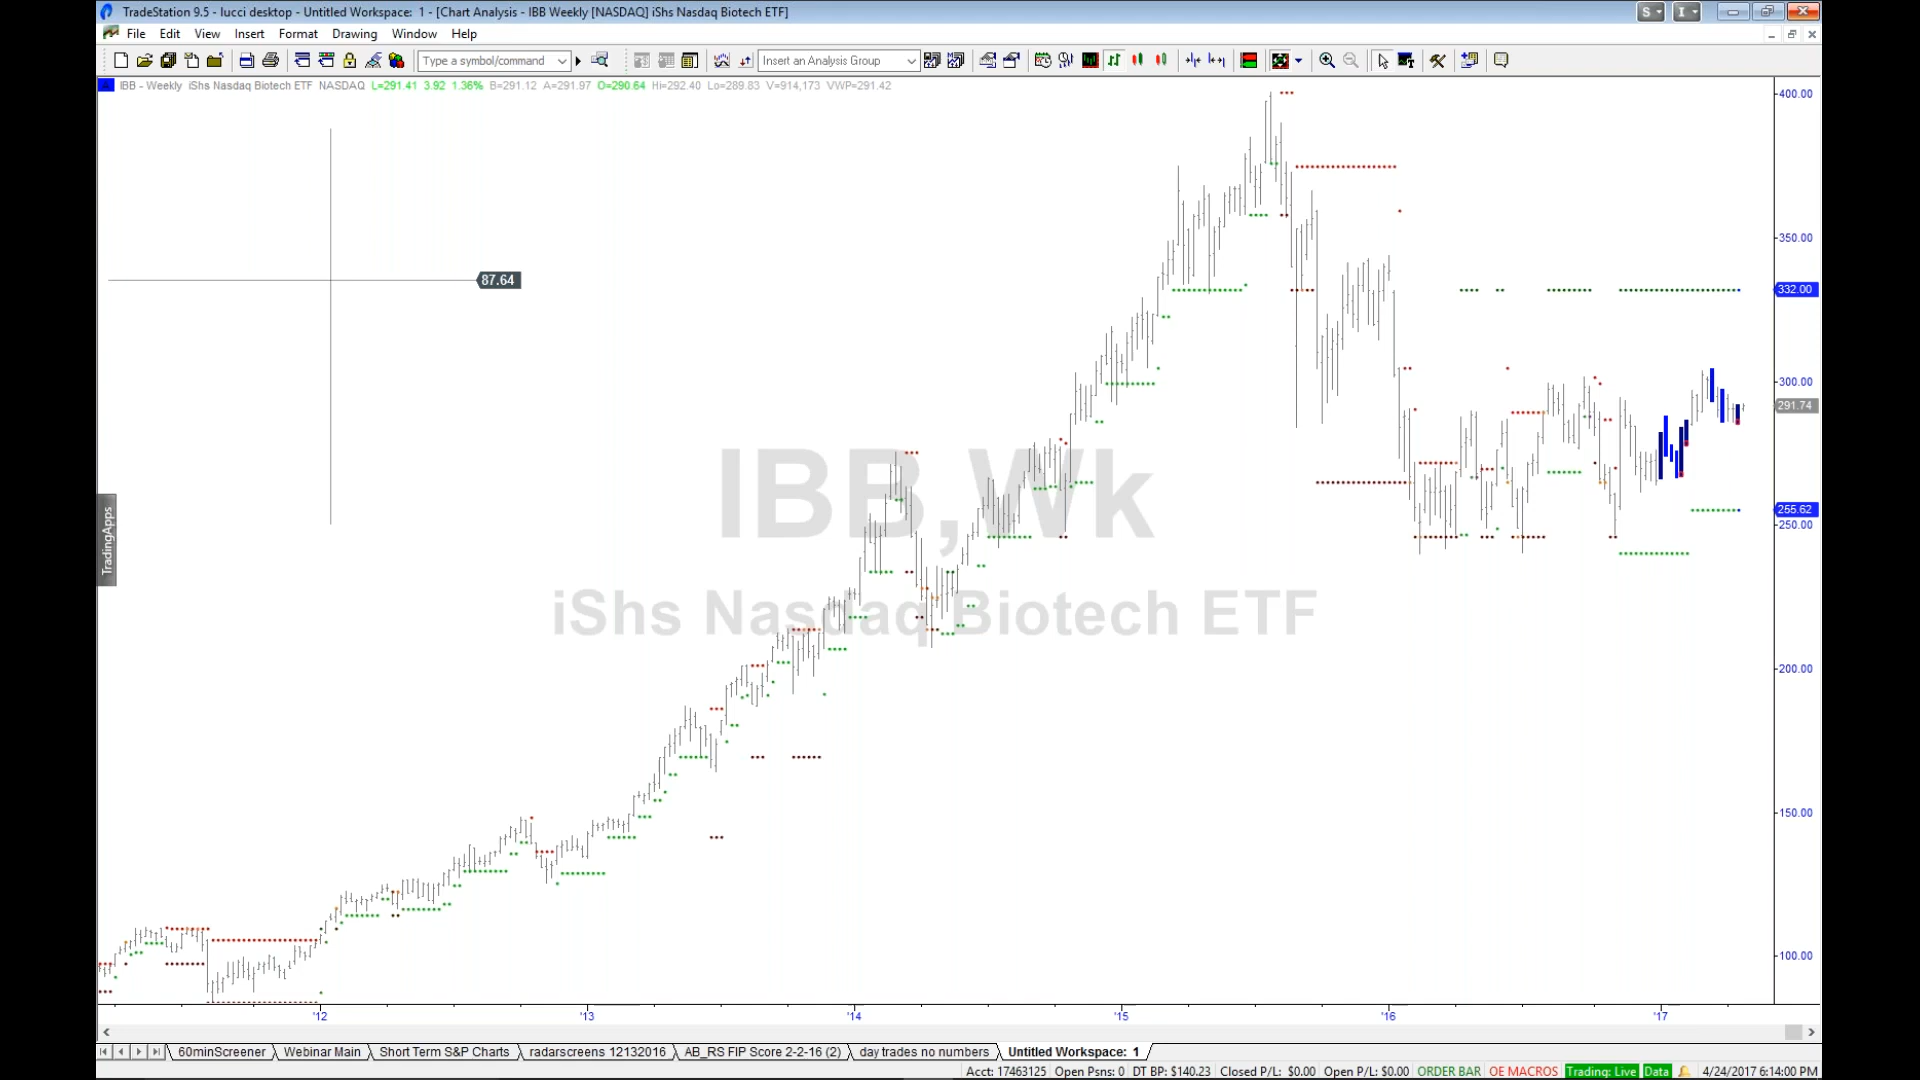 TradeStation 9.5 - lucci desktop - Untitled Workspace: 1 - [Chart Analysis - IBB Weekly [NASDAQ] iShs Nasdaq Biotech ETF]
S
I
File Edit View Insert Format Drawing Window Help
Type a symbol/command
Insert an Analysis Group
IBB - Weekly iShs Nasdaq Biotech ETF NASDAQ L=291.41 3.92 1.36% B=291.12 A=291.97 O=290.64 Hi=292.40 Lo=289.83 V=914,173 VWP=291.42
400.00
350.00
332.00
300.00
291.74
255.62
250.00
200.00
150.00
100.00
87.64
IBB,Wk
iShs Nasdaq Biotech ETF
TradingApps
'12 '13 '14 '15 '16 '17
60minScreener Webinar Main Short Term S&P Charts radarscreens 12132016 AB_RS FIP Score 2-2-16 (2) day trades no numbers Untitled Workspace: 1
Acct: 17463125 Open Psns: 0 DT BP: $140.23 Closed P/L: $0.00 Open P/L: $0.00 ORDER BAR OE MACROS Trading: Live Data 4/24/2017 6:14:00 PM